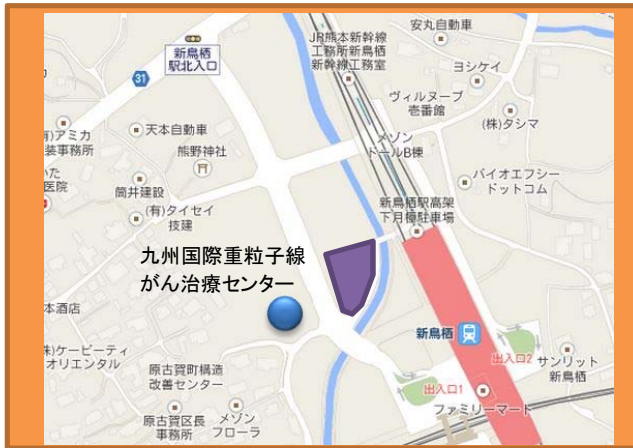 新鳥栖
駅北入口
31
JR熊本新幹線
工務所新鳥栖
新幹線工務室
安丸自動車
ヨシケイ
ヴィルヌーブ
壱番館
(株)タシマ
メゾン
ドールB棟
有)アミカ
装事務所
天本自動車
熊野神社
いた
医院
筒井建設
(有)タイセイ
技建
バイオエフシー
ドットコム
新鳥栖駅高架
下月極駐車場
九州国際重粒子線
がん治療センター
本酒店
株)ケーピーティ
オリエンタル
原古賀町構造
改善センター
原古賀区長
事務所
メゾン
フローラ
新鳥栖
出入口2
出入口1
サンリット
新鳥栖
ファミリーマート